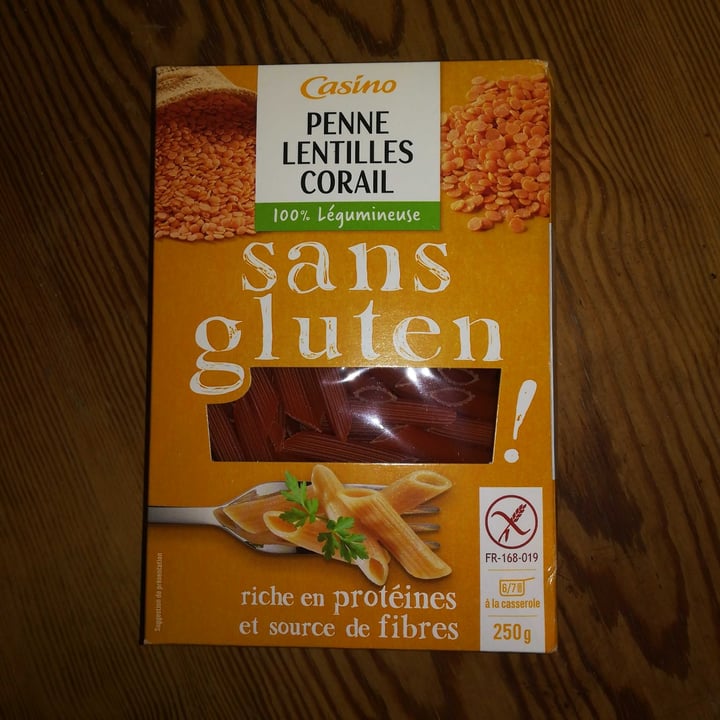 Casino
PENNE
LENTILLES
CORAIL
100% Légumineuse
sans
gluten
!
FR-168-019
6/7
à la casserole
250g
riche en protéines
et source de fibres
Suggestion de présentation